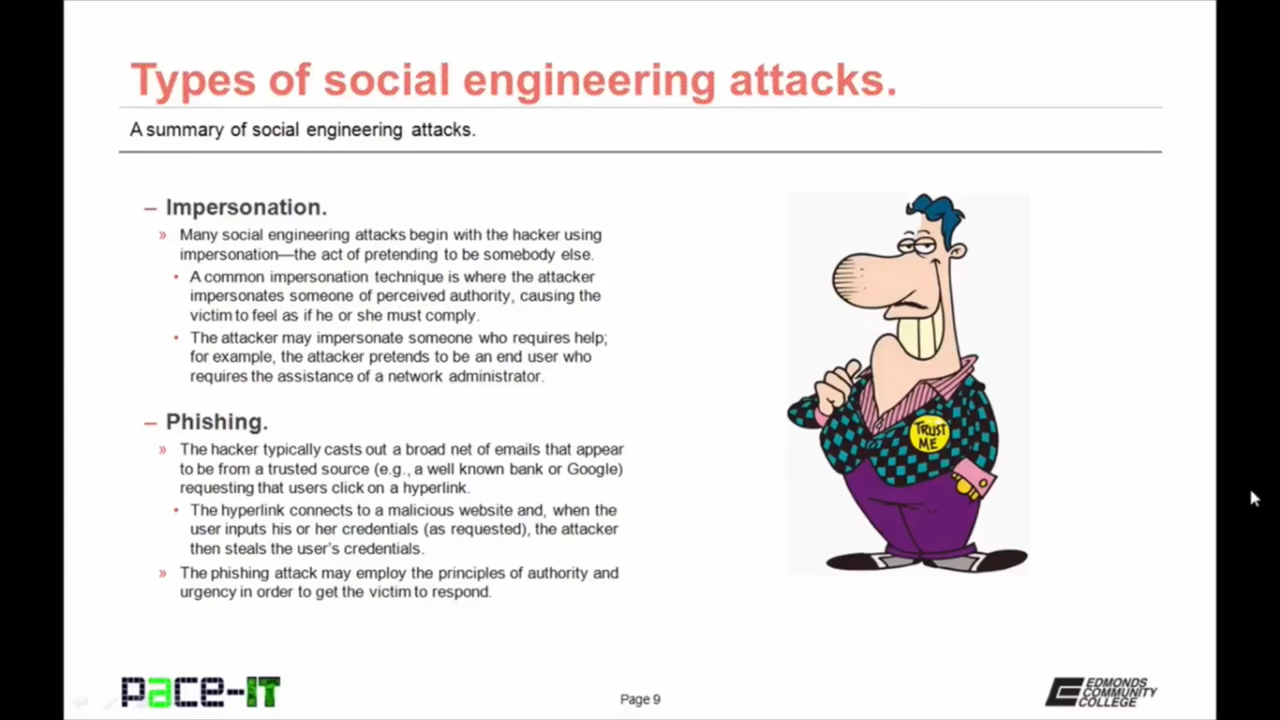 Types of social engineering attacks.
A summary of social engineering attacks.
– Impersonation.
» Many social engineering attacks begin with the hacker using
impersonation—the act of pretending to be somebody else.
• A common impersonation technique is where the attacker
impersonates someone of perceived authority, causing the
victim to feel as if he or she must comply.
• The attacker may impersonate someone who requires help;
for example, the attacker pretends to be an end user who
requires the assistance of a network administrator.
– Phishing.
» The hacker typically casts out a broad net of emails that appear
to be from a trusted source (e.g., a well known bank or Google)
requesting that users click on a hyperlink.
• The hyperlink connects to a malicious website and, when the
user inputs his or her credentials (as requested), the attacker
then steals the user's credentials.
» The phishing attack may employ the principles of authority and
urgency in order to get the victim to respond.
TRUST
ME
pace-IT
Page 9
EDMONDS
COMMUNITY
COLLEGE